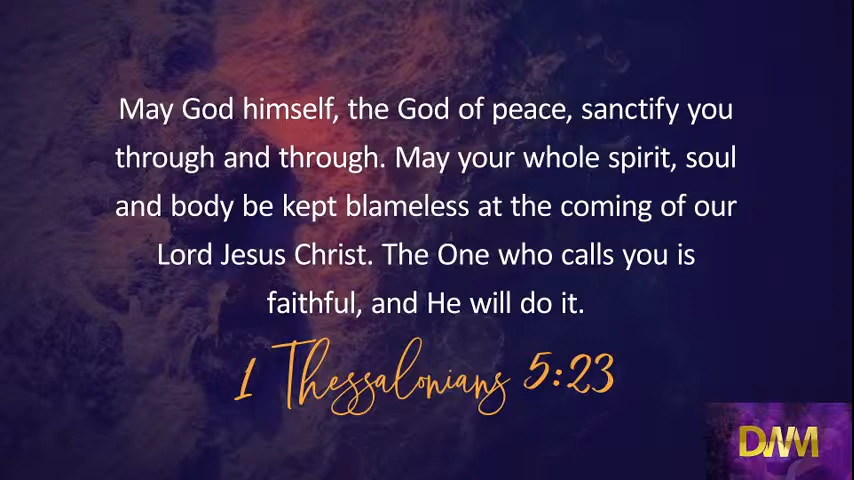 May God himself, the God of peace, sanctify you
through and through. May your whole spirit, soul
and body be kept blameless at the coming of our
Lord Jesus Christ. The One who calls you is
faithful, and He will do it.
1 Thessalonians 5:23
DWM